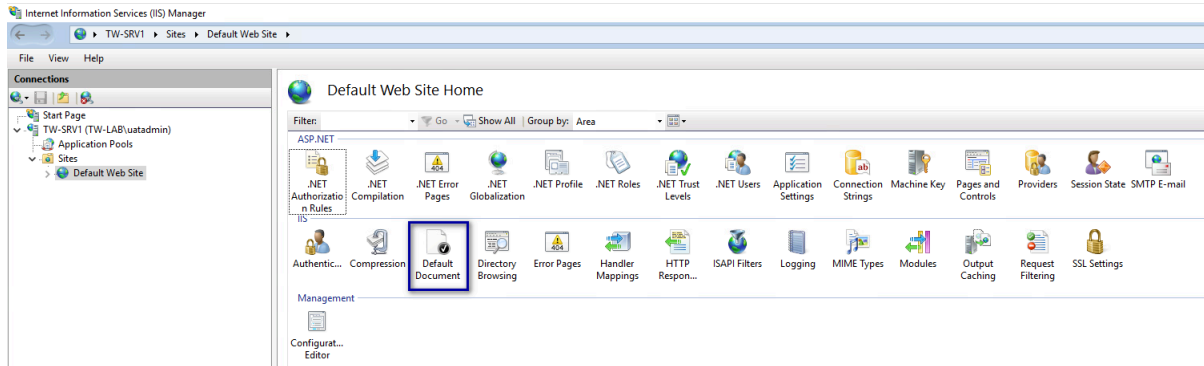 Internet Information Services (IIS) Manager
TW-SRV1 Sites Default Web Site
File View Help
Connections
Start Page
TW-SRV1 (TW-LAB\uatadmin)
Application Pools
Sites
Default Web Site
Default Web Site Home
Filter: Go Show All Group by: Area
ASP.NET
.NET Authorizatio n Rules
.NET Compilation
.NET Error Pages
.NET Globalization
.NET Profile
.NET Roles
.NET Trust Levels
.NET Users
Application Settings
Connection Strings
Machine Key
Pages and Controls
Providers
Session State
SMTP E-mail
IIS
Authentic...
Compression
Default Document
Directory Browsing
Error Pages
Handler Mappings
HTTP Respon...
ISAPI Filters
Logging
MIME Types
Modules
Output Caching
Request Filtering
SSL Settings
Management
Configurat... Editor